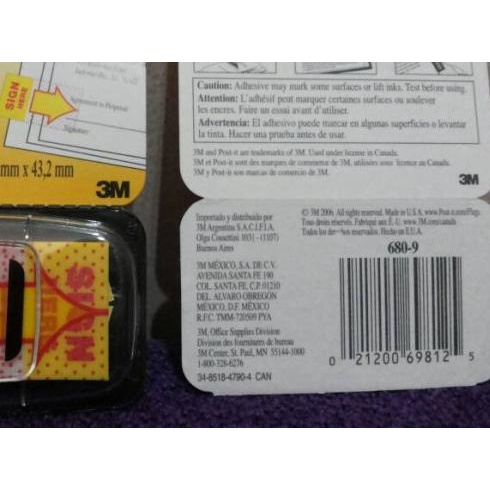 SIGN HERE
Agreement to Proposal
Signature
mm x 43,2 mm
3M
SIGN
HERE
Caution: Adhesive may mark some surfaces or lift inks. Test before using.
Attention: L'adhésif peut marquer certaines surfaces ou soulever
les encres. Faire un essai avant d'utiliser.
Advertencia: El adhesivo puede marcar en algunas superficies o levantar
la tinta. Hacer una prueba antes de usar.
3M and Post-it are trademarks of 3M. Used under license in Canada.
3M et Post-it sont des marques de commerce de 3M, utilisées sous licence au Canada.
3M y Post-it son marcas de comercio de 3M.
3M
Importado y distribuido por
3M Argentina S.A.C.I.F.I.A.
Olga Cossettini 1031 - (1107)
Buenos Aires
3M MÉXICO, S.A. DE C.V.
AVENIDA SANTA FE 190
COL. SANTA FE, C.P. 01210
DEL. ALVARO OBREGÓN
MÉXICO, D.F. MÉXICO
R.F.C. TMM-720509 PYA
3M, Office Supplies Division
Division des fournitures de bureau
3M Center, St. Paul, MN 55144-1000
1-800-328-6276
34-8518-4790-4 CAN
© 3M 2006. All rights reserved. Made in U.S.A. www.Post-it.com/flags
Tous droits réservés. Fabriqué aux É.-U. www.3M.com/canada
Todos los derechos reservados. Hecho en E.U.A.
680-9
0 21200 69812 5